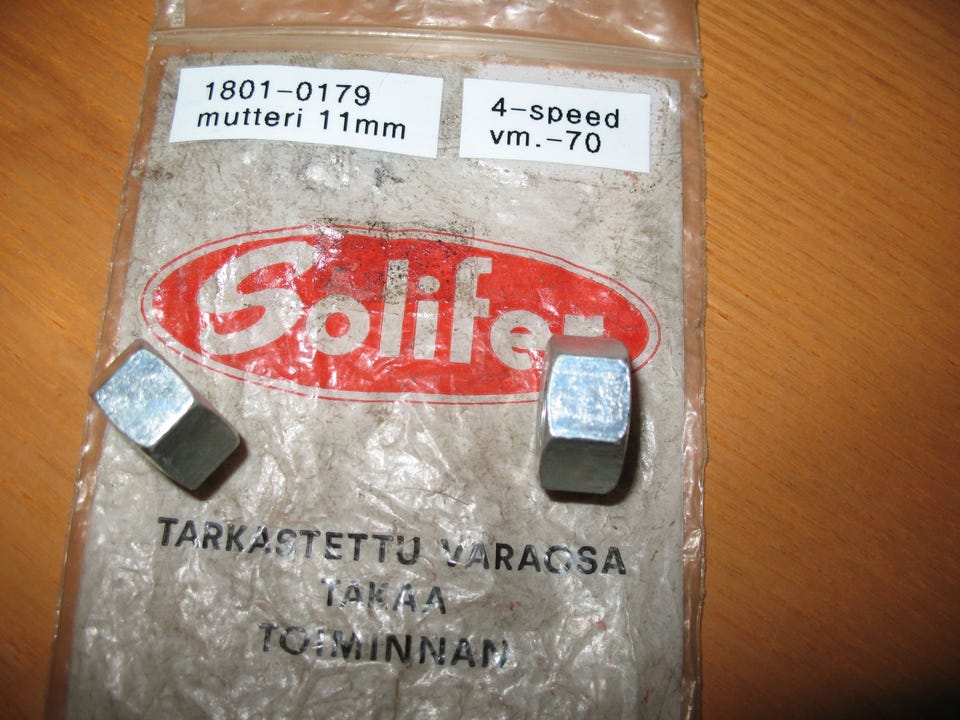 1801-0179
mutteri 11mm
4-speed
vm.-70
Solifer
TARKASTETTU VARAOSA
TAKAA
TOIMINNAN